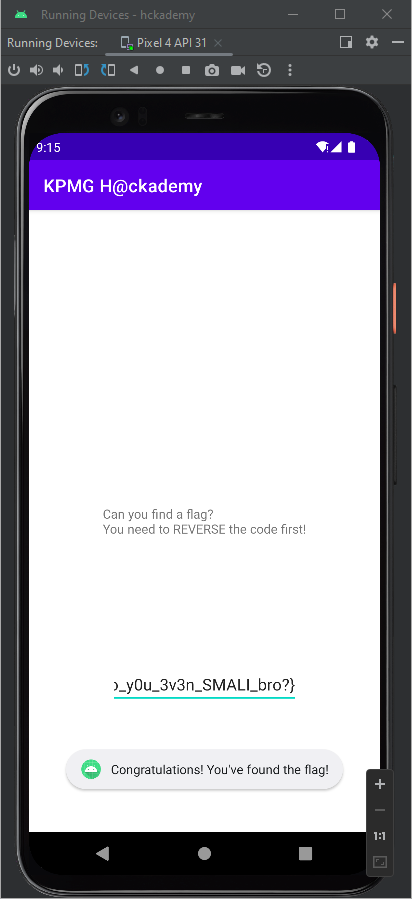 Running Devices - hckademy
Running Devices: Pixel 4 API 31
9:15
KPMG H@ckademy
Can you find a flag?
You need to REVERSE the code first!
_y0u_3v3n_SMALI_bro?}
Congratulations! You've found the flag!
1:1